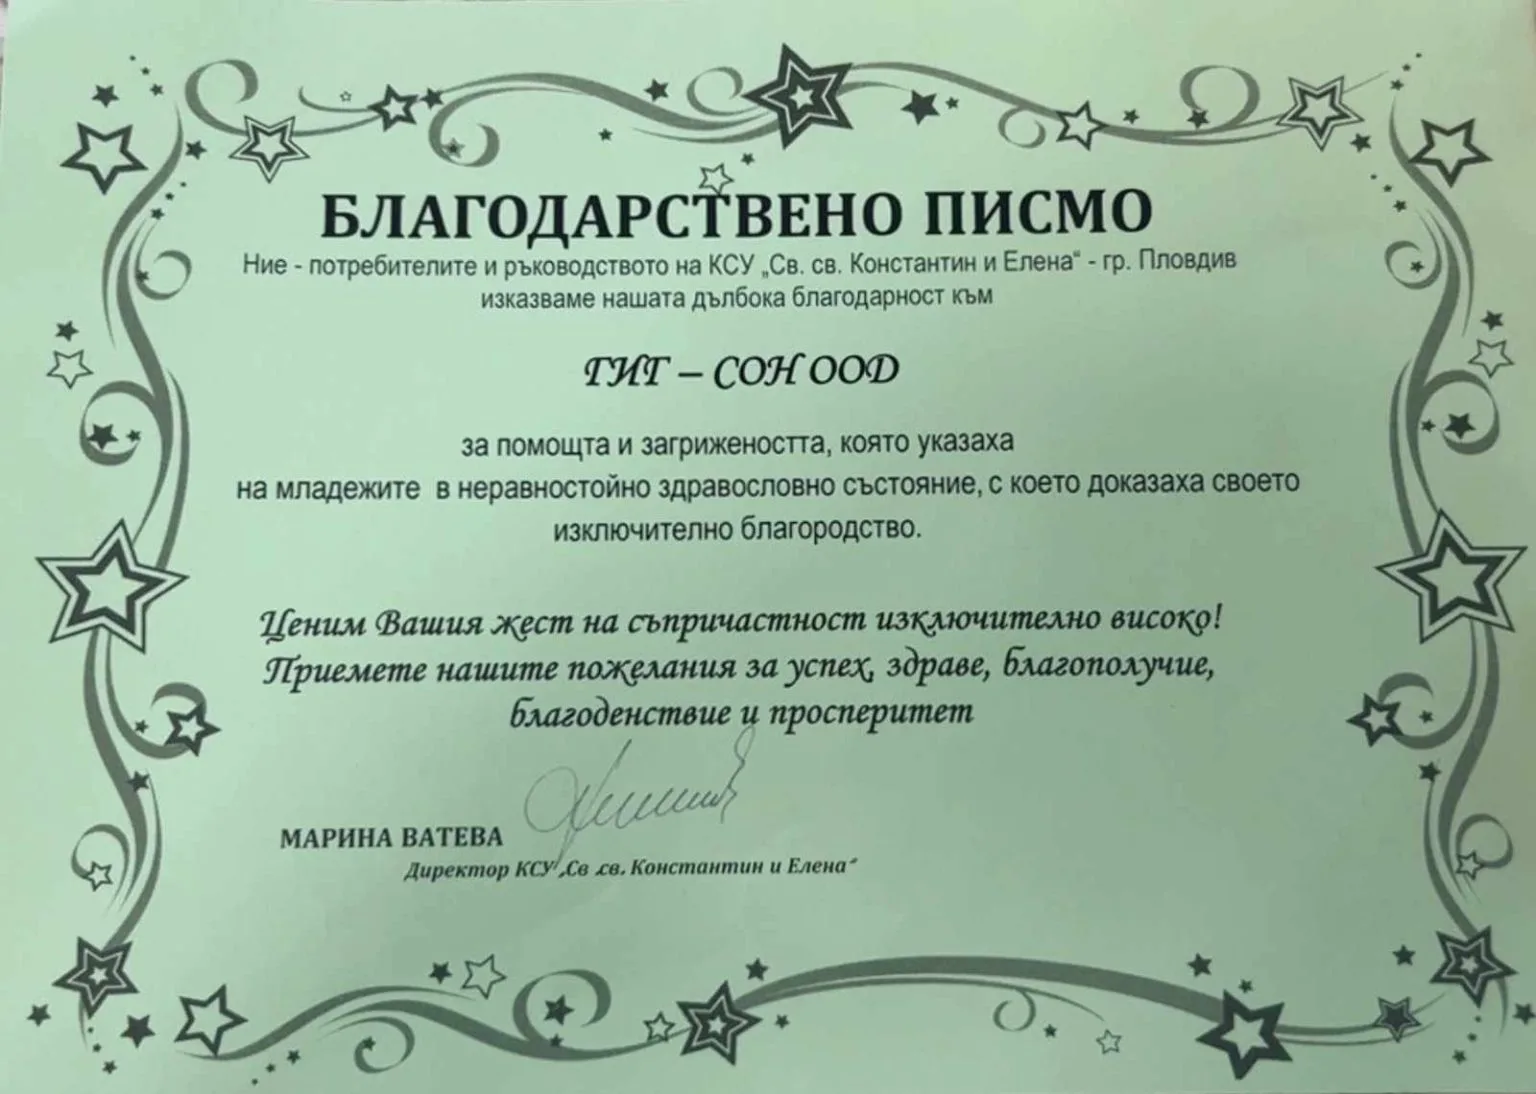 БЛАГОДАРСТВЕНО ПИСМО
Ние - потребителите и ръководството на КСУ „Св. св. Константин и Елена“ - гр. Пловдив
изказваме нашата дълбока благодарност към
ГИГ – СОН ООД
за помощта и загрижеността, която указаха
на младежите в неравностойно здравословно състояние, с което доказаха своето
изключително благородство.
Ценим Вашия жест на съпричастност изключително високо!
Приемете нашите пожелания за успех, здраве, благополучие,
благоденствие и просперитет
МАРИНА ВАТЕВА
Директор КСУ „Св .св. Константин и Елена“